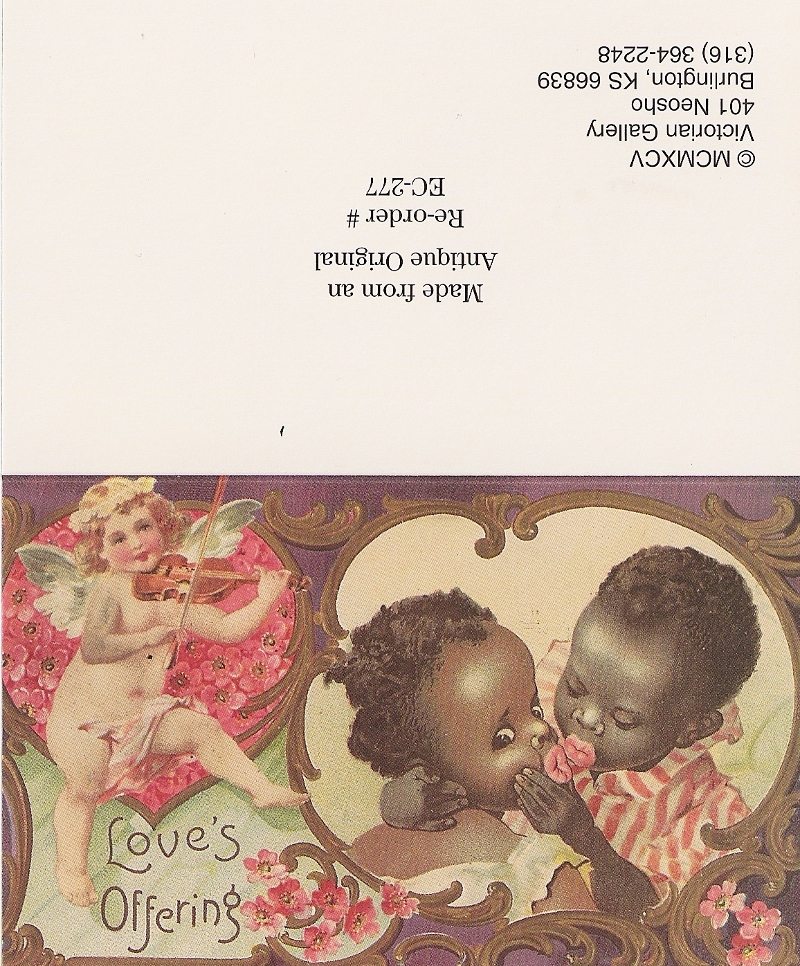 © MCMXCV
Victorian Gallery
401 Neosho
Burlington, KS 66839
(316) 364-2248
Made from an
Antique Original
Re-order #
EC-277
Love's
Offering